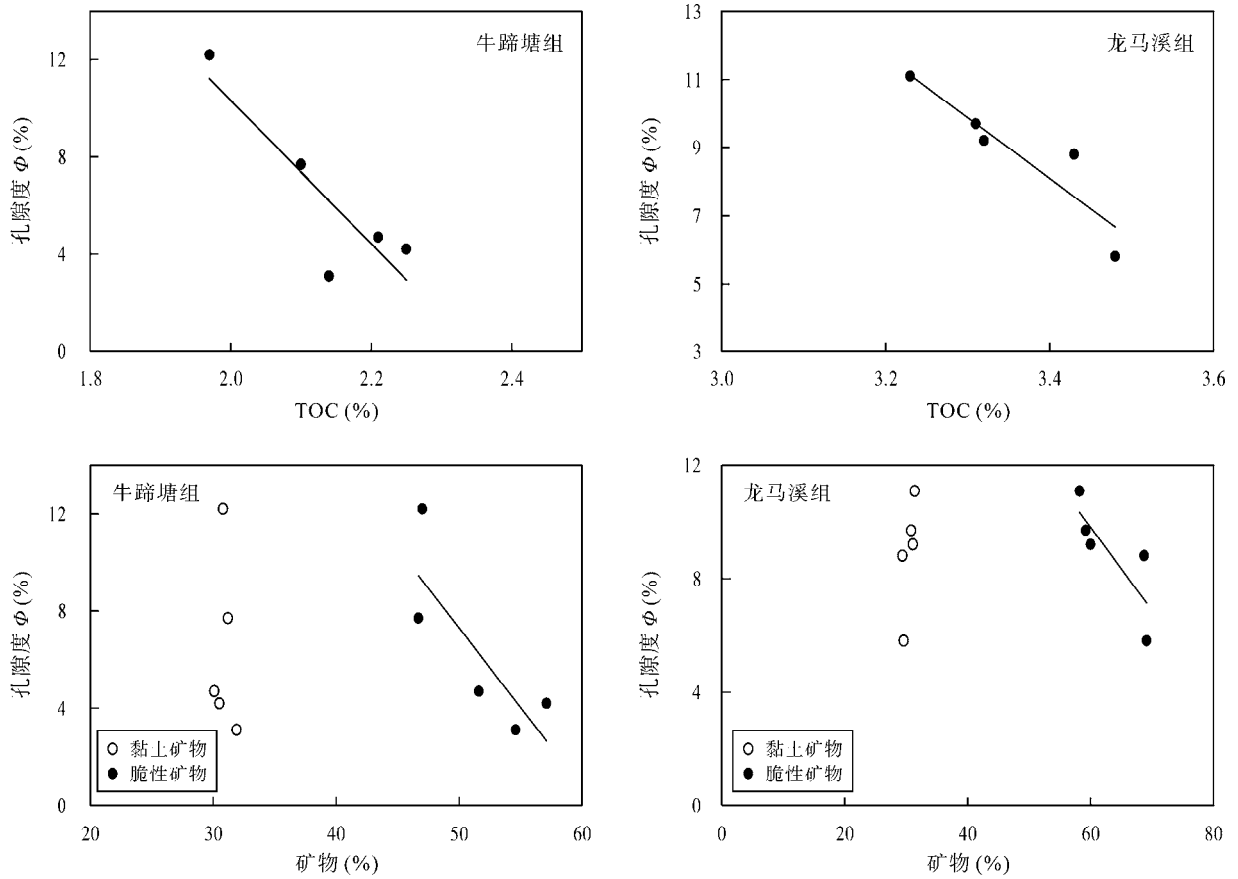 牛蹄塘组
12
8
4
0
孔隙度 Φ (%)
1.8 2.0 2.2 2.4
TOC (%)
龙马溪组
13
11
9
7
5
3
孔隙度 Φ (%)
3.0 3.2 3.4 3.6
TOC (%)
牛蹄塘组
12
8
4
0
孔隙度 Φ (%)
黏土矿物
脆性矿物
20 30 40 50 60
矿物 (%)
龙马溪组
12
8
4
0
孔隙度 Φ (%)
黏土矿物
脆性矿物
0 20 40 60 80
矿物 (%)